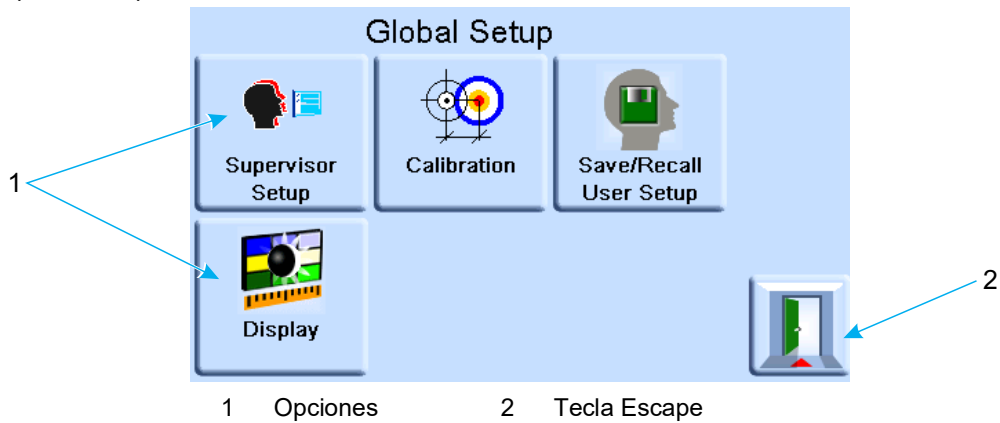 Global Setup
Supervisor
Setup
Calibration
Save/Recall
User Setup
1
Display
2
1 Opciones 2 Tecla Escape